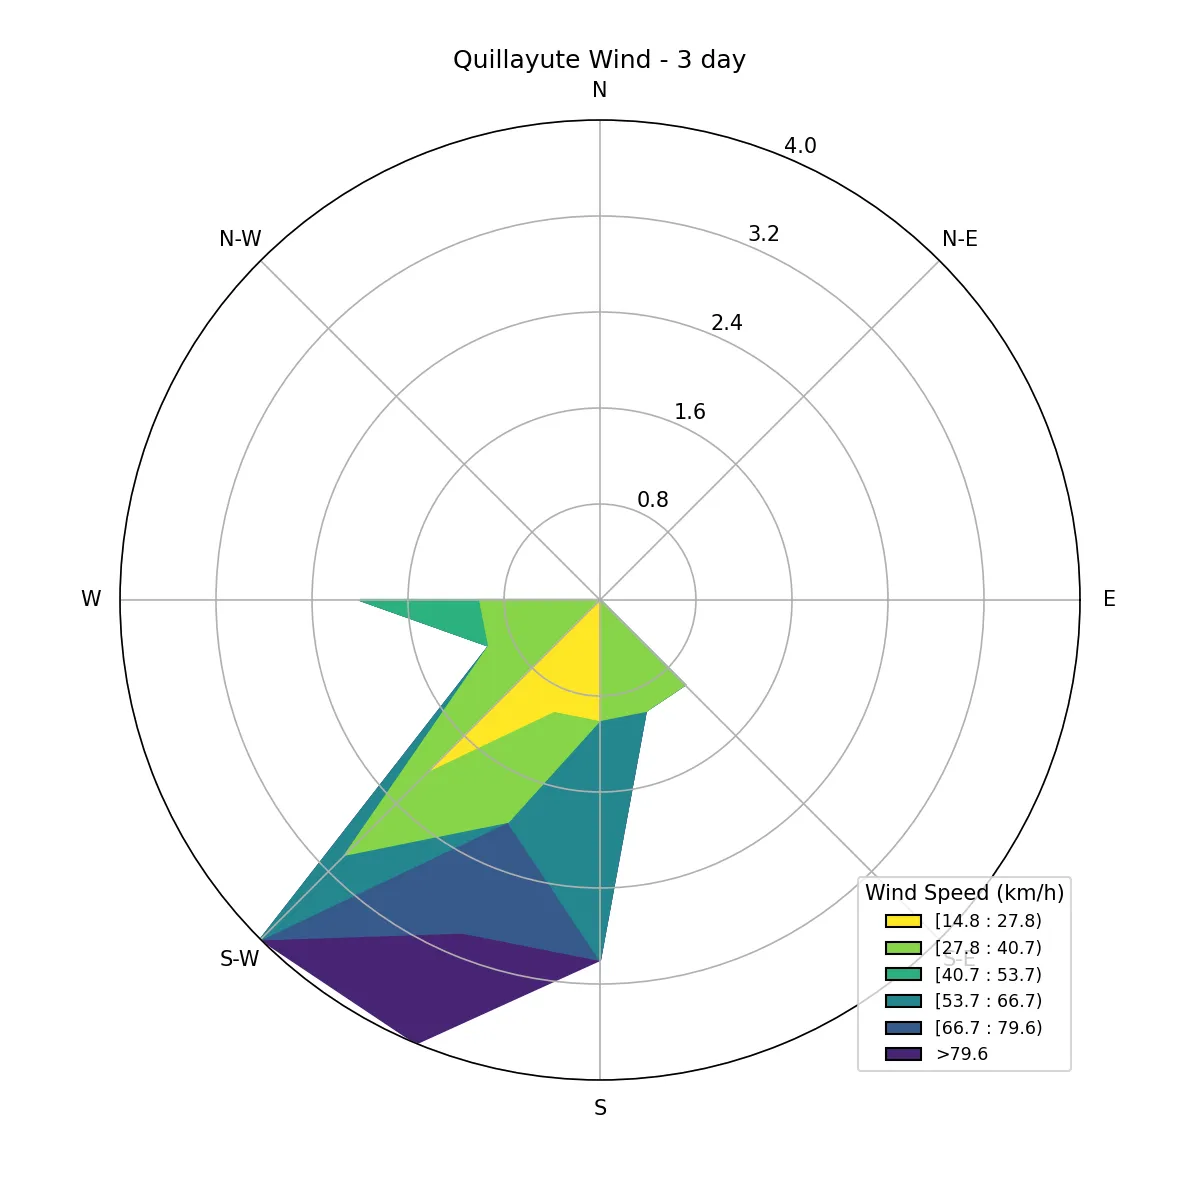 Quillayute Wind - 3 day
N
4.0
N-W
N-E
3.2
2.4
1.6
0.8
W
E
Wind Speed (km/h)
[14.8 : 27.8)
[27.8 : 40.7)
S-W
S-E
[40.7 : 53.7)
[53.7 : 66.7)
[66.7 : 79.6)
>79.6
S